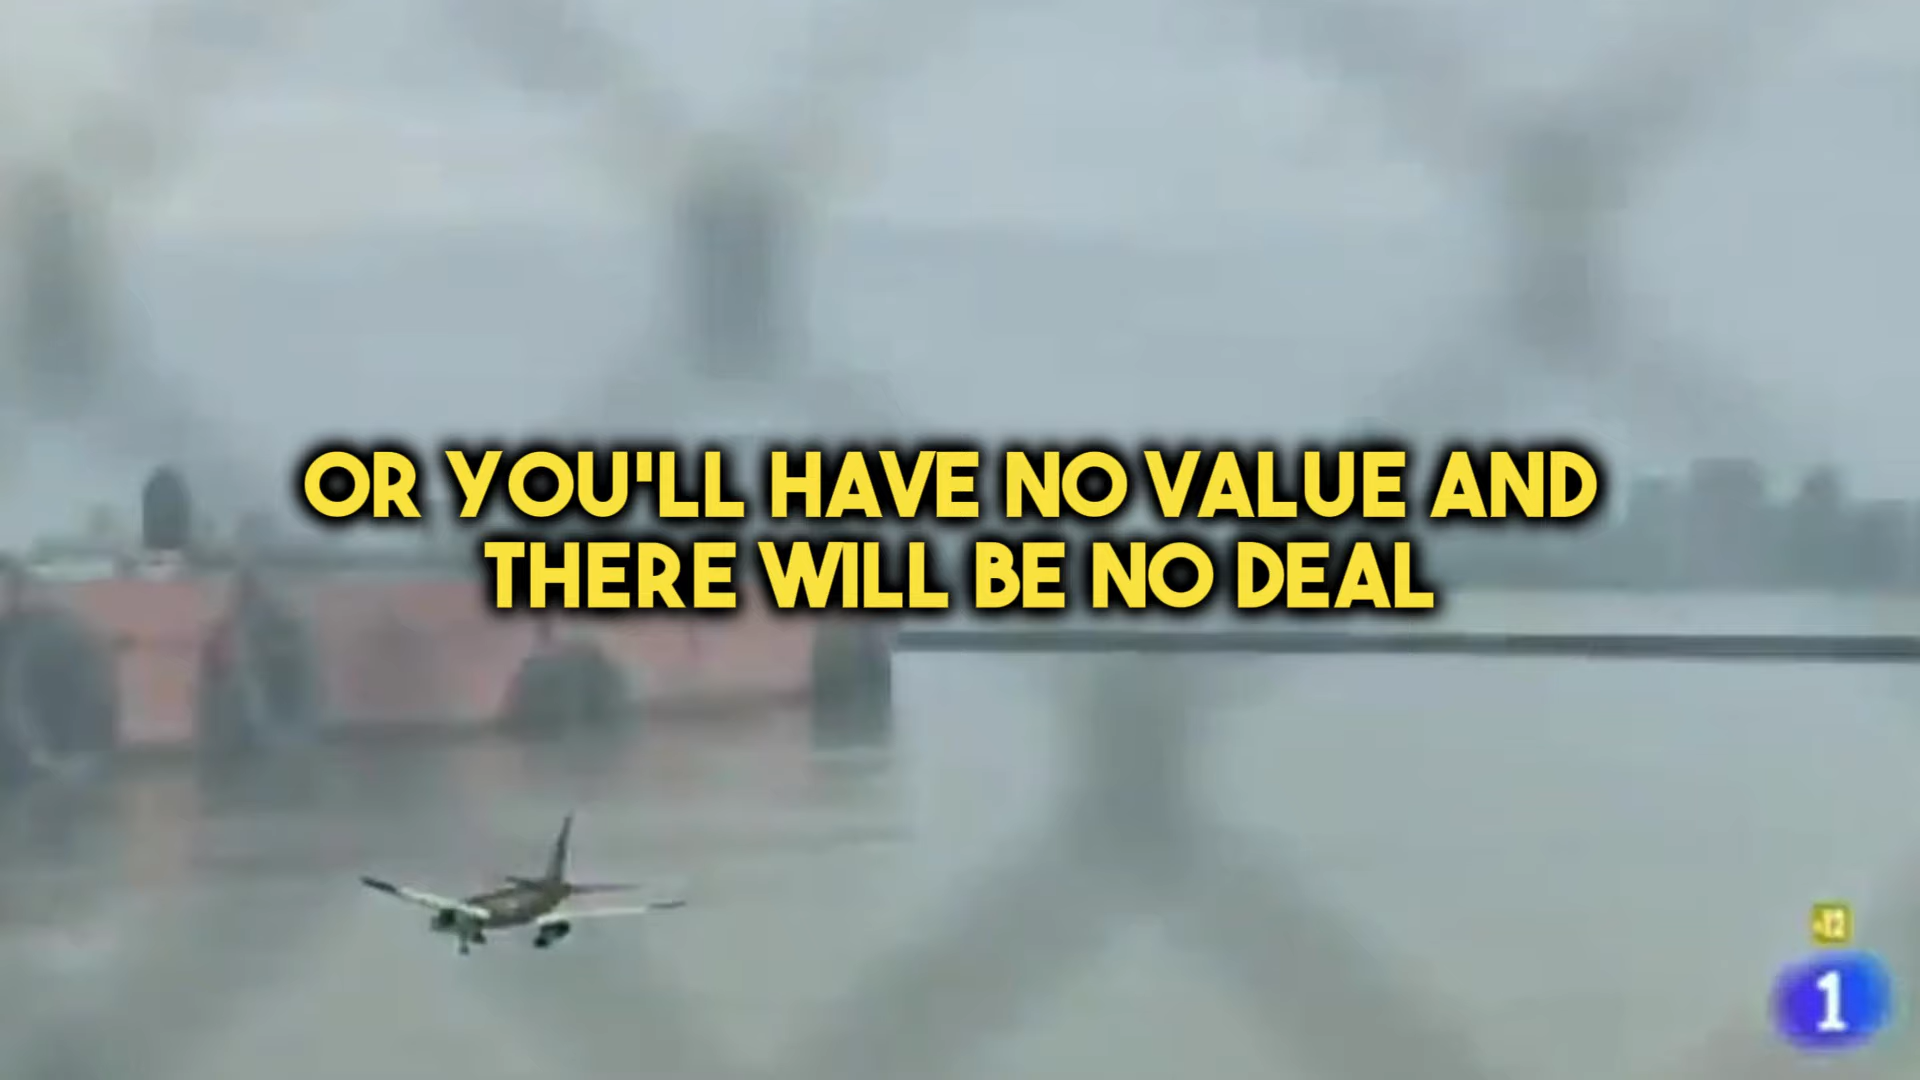 OR YOU'LL HAVE NO VALUE AND
THERE WILL BE NO DEAL
1